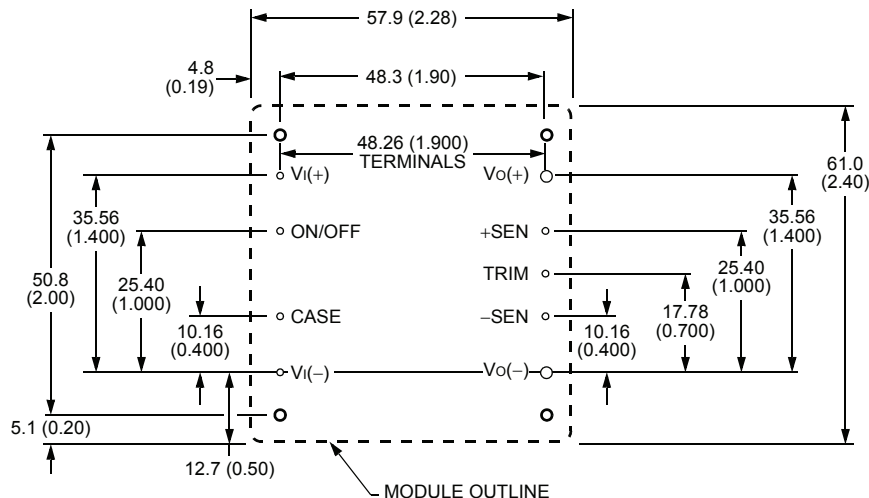 57.9 (2.28)
4.8
(0.19)
48.3 (1.90)
48.26 (1.900)
TERMINALS
VI(+)
VO(+)
61.0
(2.40)
35.56
(1.400)
35.56
(1.400)
ON/OFF
+SEN
50.8
(2.00)
25.40
(1.000)
TRIM
25.40
(1.000)
17.78
(0.700)
CASE
−SEN
10.16
(0.400)
10.16
(0.400)
VI(−)
VO(−)
5.1 (0.20)
12.7 (0.50)
MODULE OUTLINE